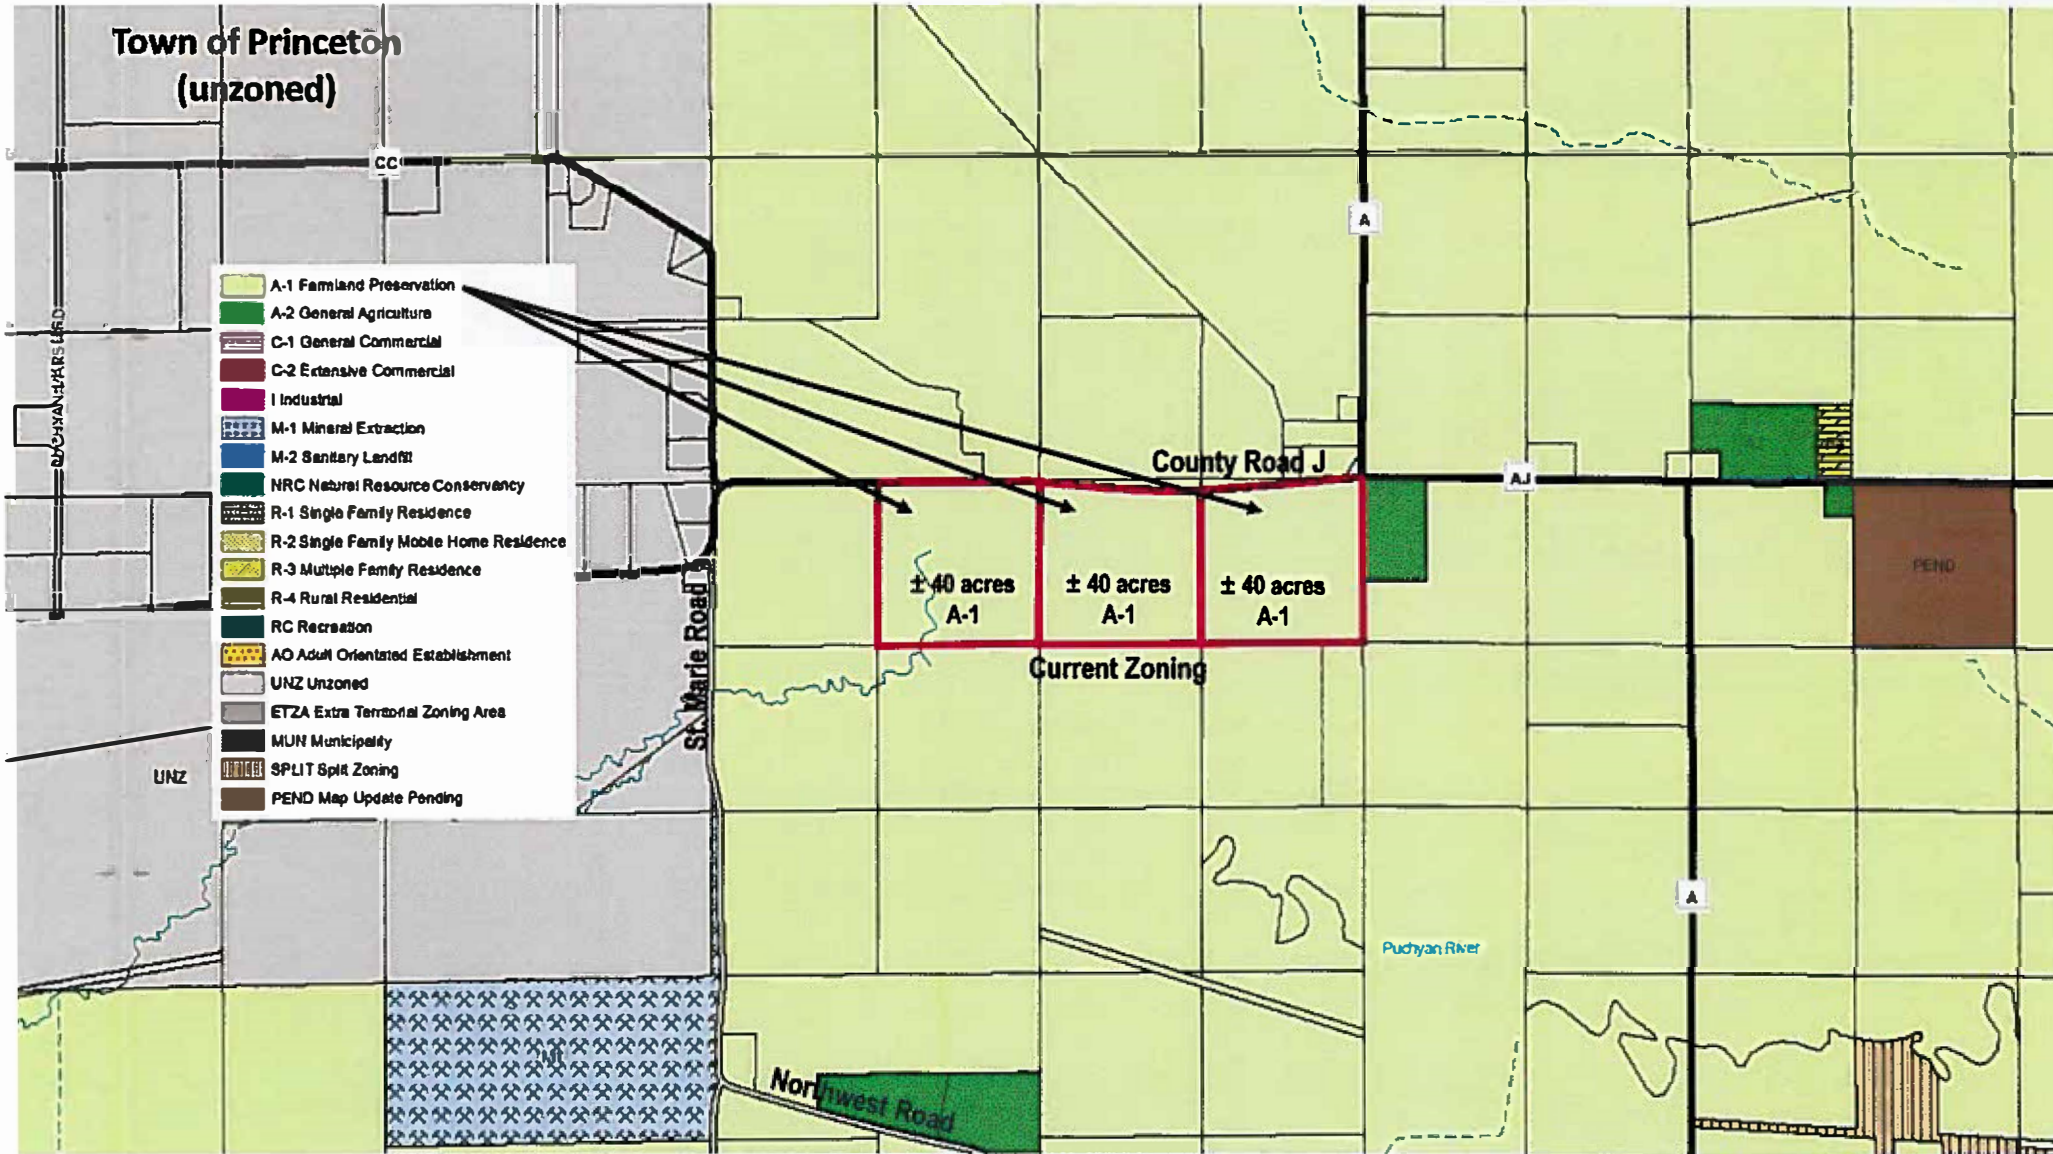 Town of Princeton
(unzoned)
CC
A
A-1 Farmland Preservation
A-2 General Agriculture
C-1 General Commercial
C-2 Extensive Commercial
I Industrial
M-1 Mineral Extraction
M-2 Sanitary Landfill
NRC Natural Resource Conservancy
R-1 Single Family Residence
R-2 Single Family Mobile Home Residence
R-3 Multiple Family Residence
R-4 Rural Residential
RC Recreation
AO Adult Orientated Establishment
UNZ Unzoned
ETZA Extra Territorial Zoning Area
MUN Municipality
SPLIT Split Zoning
PEND Map Update Pending
County Road J
AJ
± 40 acres
A-1
± 40 acres
A-1
± 40 acres
A-1
PEND
Current Zoning
St. Marie Road
UNZ
A
Puchyan River
Northwest Road